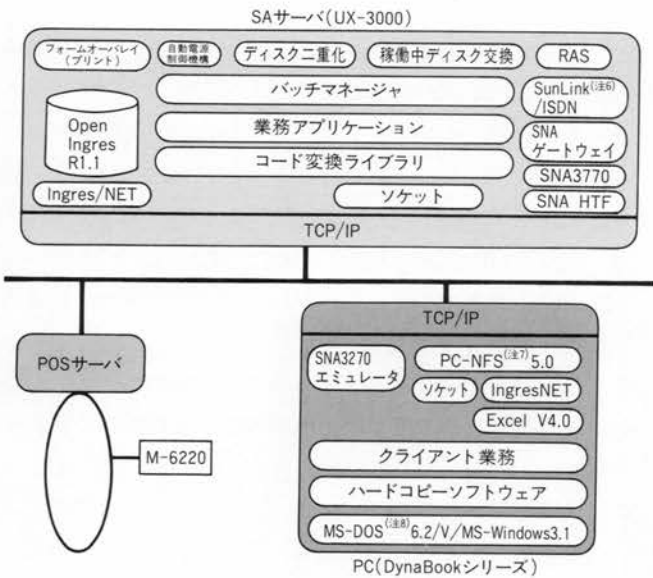 SAサーバ(UX-3000)
フォームオーバレイ
(プリント)
自動電源
制御機構
ディスク二重化
稼働中ディスク交換
RAS
バッチマネージャ
SunLink(注6)
/ISDN
Open
Ingres
R1.1
業務アプリケーション
SNA
ゲートウェイ
コード変換ライブラリ
SNA3770
Ingres/NET
ソケット
SNA HTF
TCP/IP
TCP/IP
POSサーバ
SNA3270
エミュレータ
PC-NFS(注7)5.0
ソケット
IngresNET
Excel V4.0
M-6220
クライアント業務
ハードコピーソフトウェア
MS-DOS(注8)6.2/V/MS-Windows3.1
PC(DynaBookシリーズ)